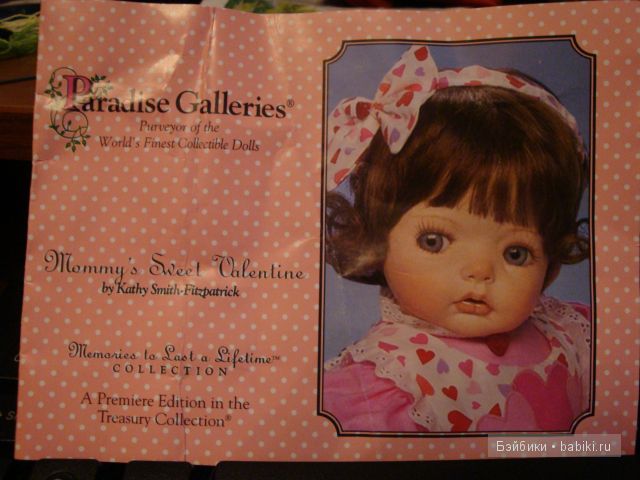 Paradise Galleries®
Purveyor of the
World's Finest Collectible Dolls
Mommy's Sweet Valentine
by Kathy Smith-Fitzpatrick
Memories to Last a Lifetime™
COLLECTION
A Premiere Edition in the
Treasury Collection®
Бэйбики • babiki.ru